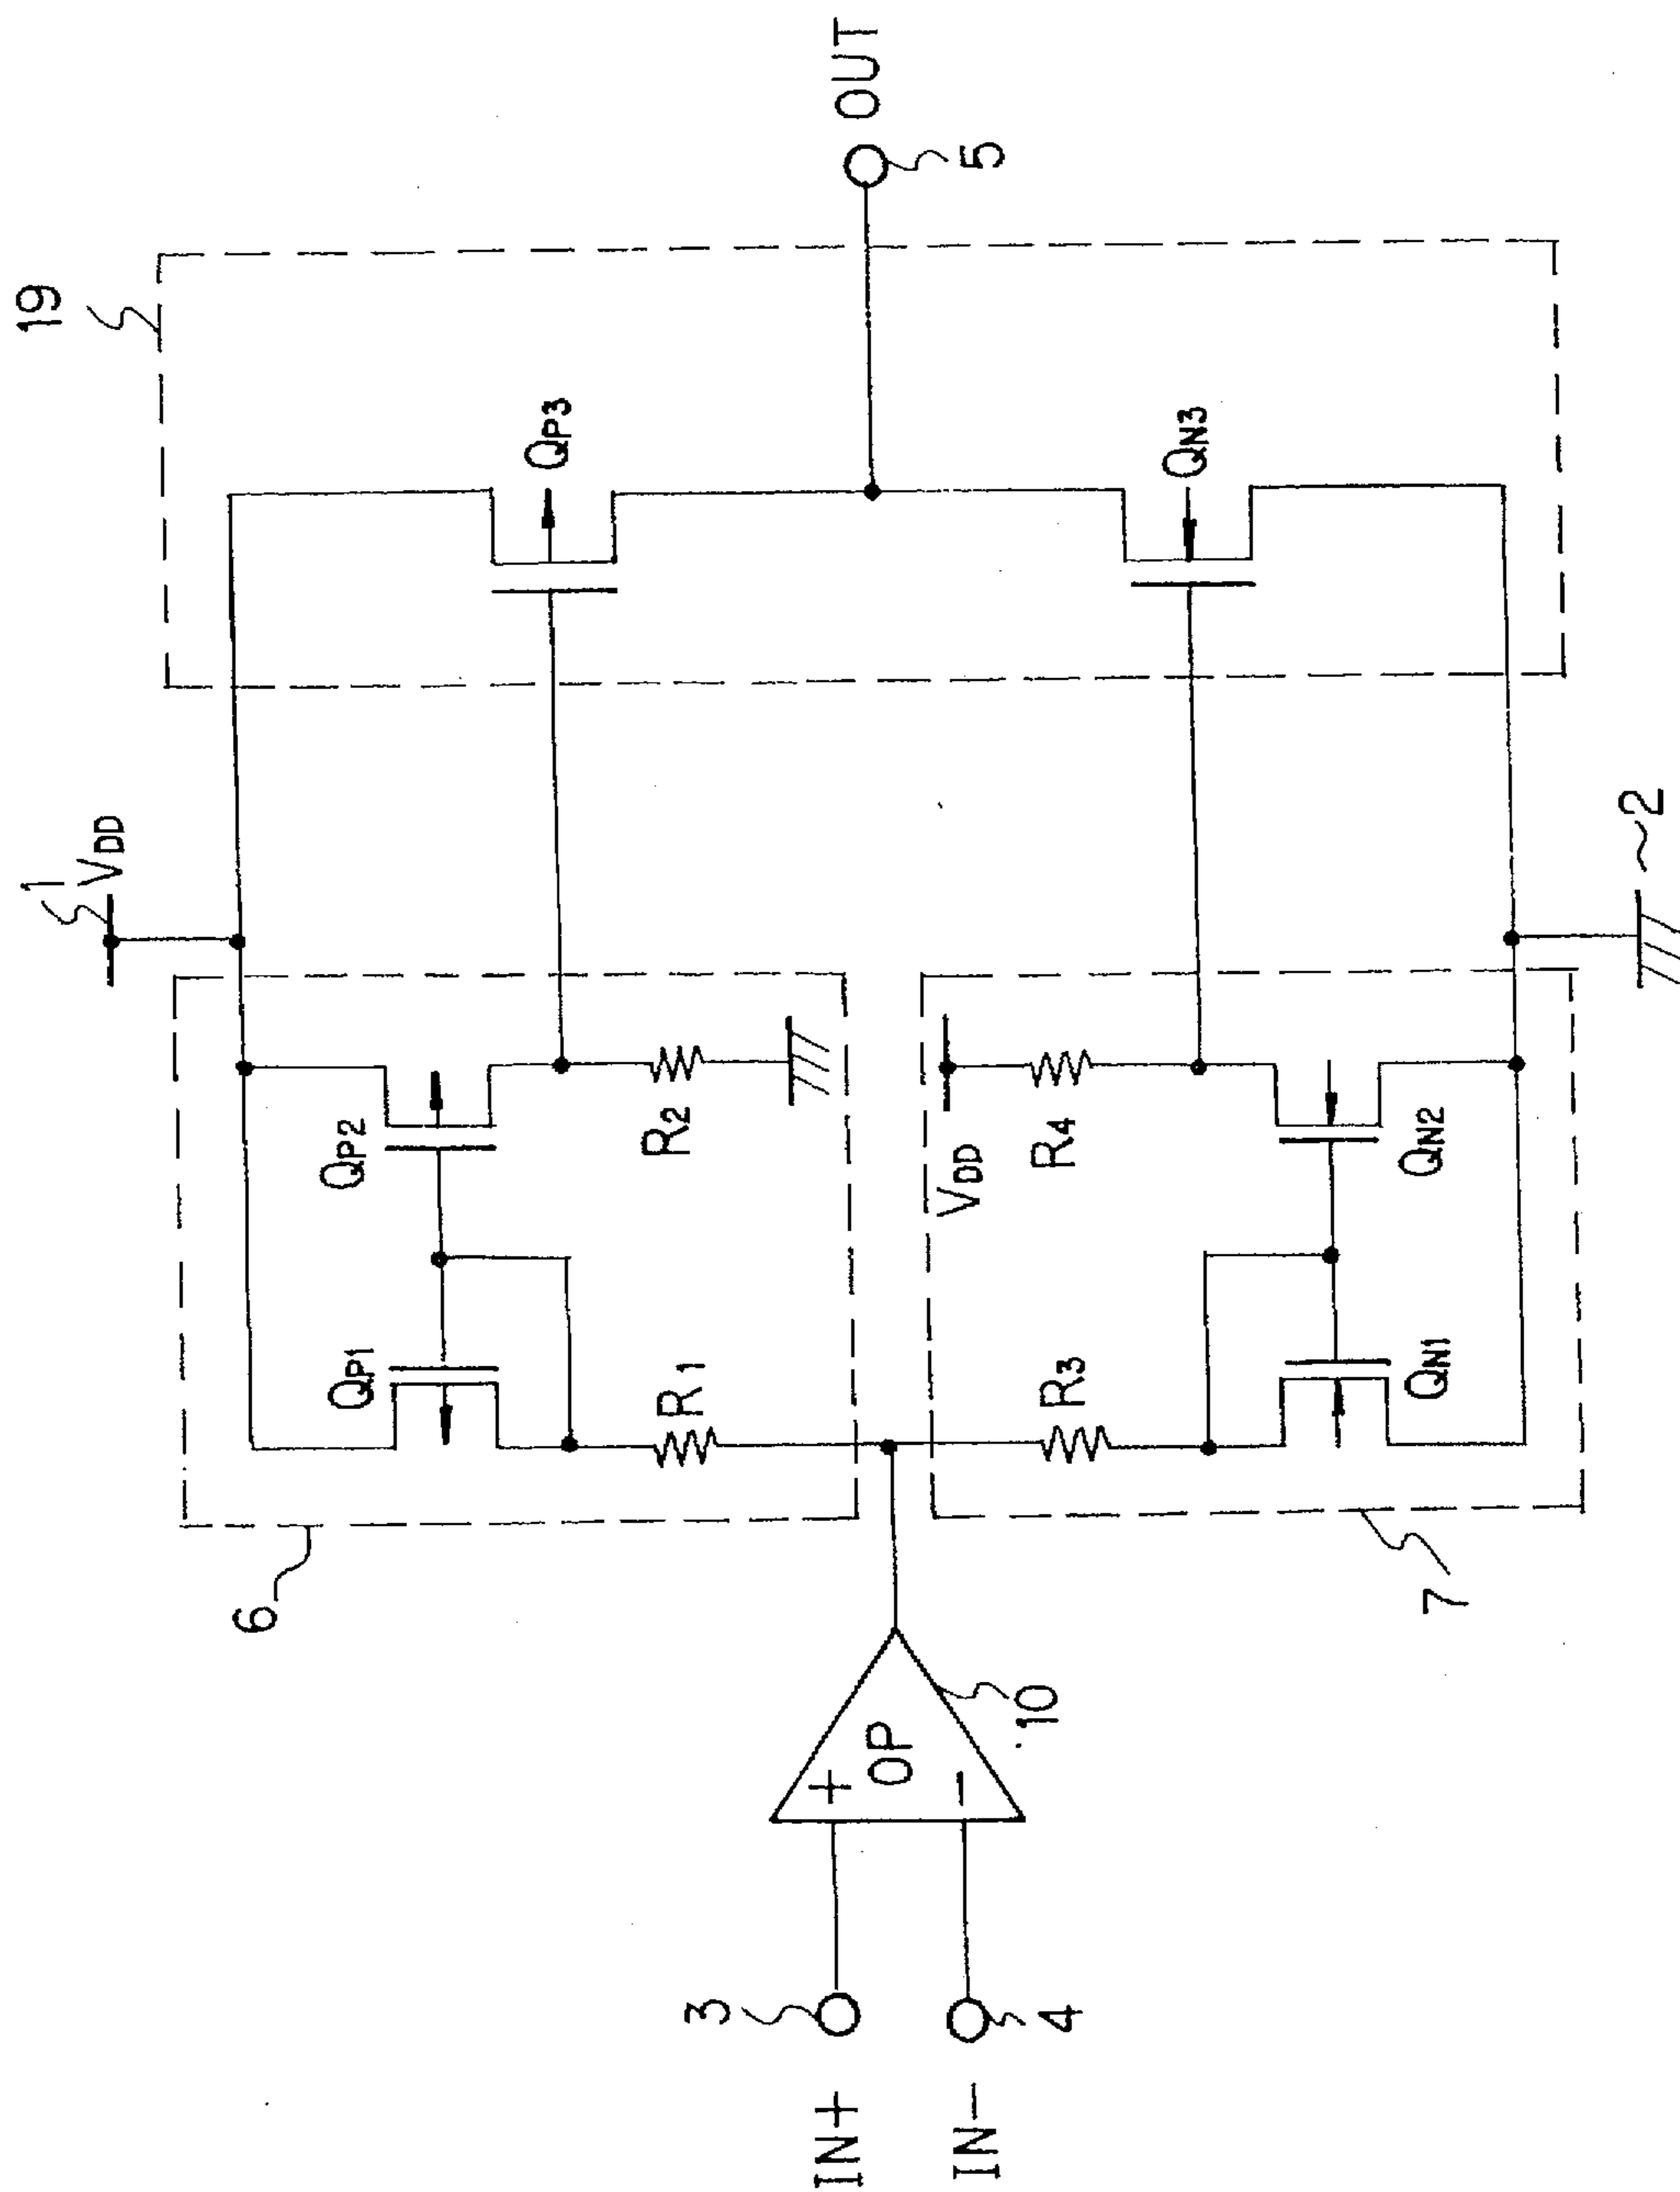 19
1
VDD
QP1
QP2
QP3
R1
R2
6
IN+
3
+
OP
-
IN-
4
10
OUT
5
VDD
R3
R4
QN1
QN2
QN3
7
2